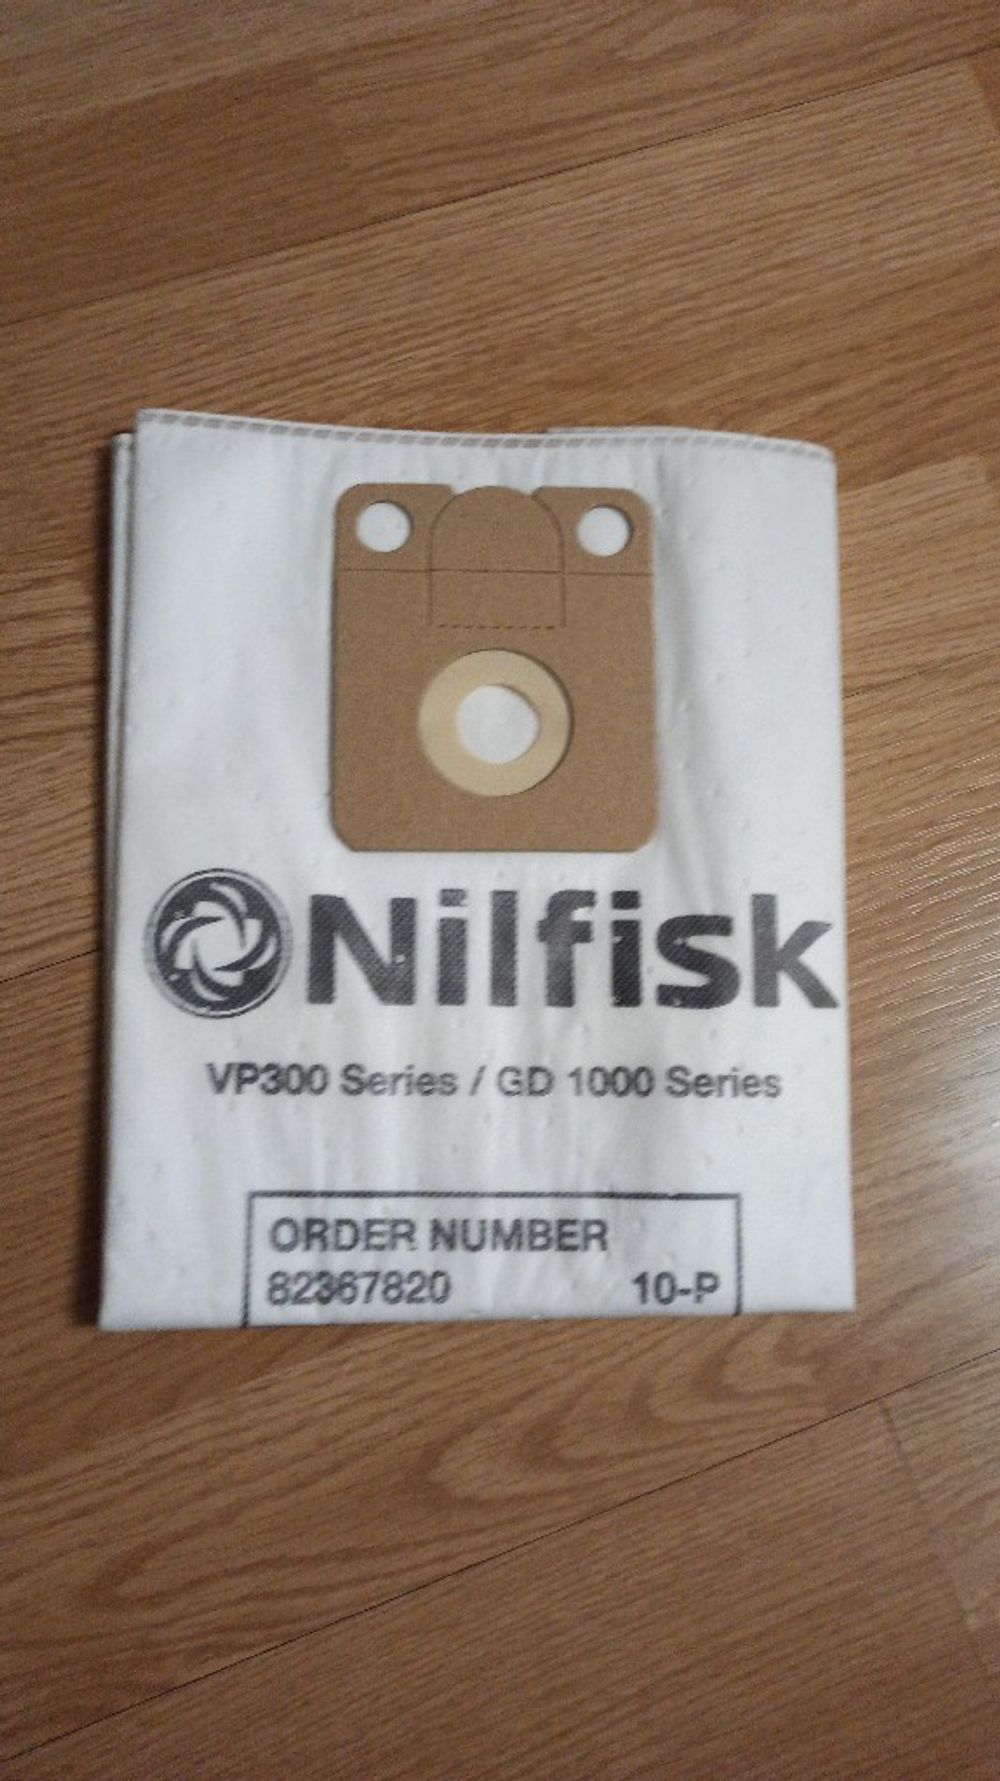 Nilfisk
VP300 Series / GD 1000 Series
ORDER NUMBER
82367820 10-P